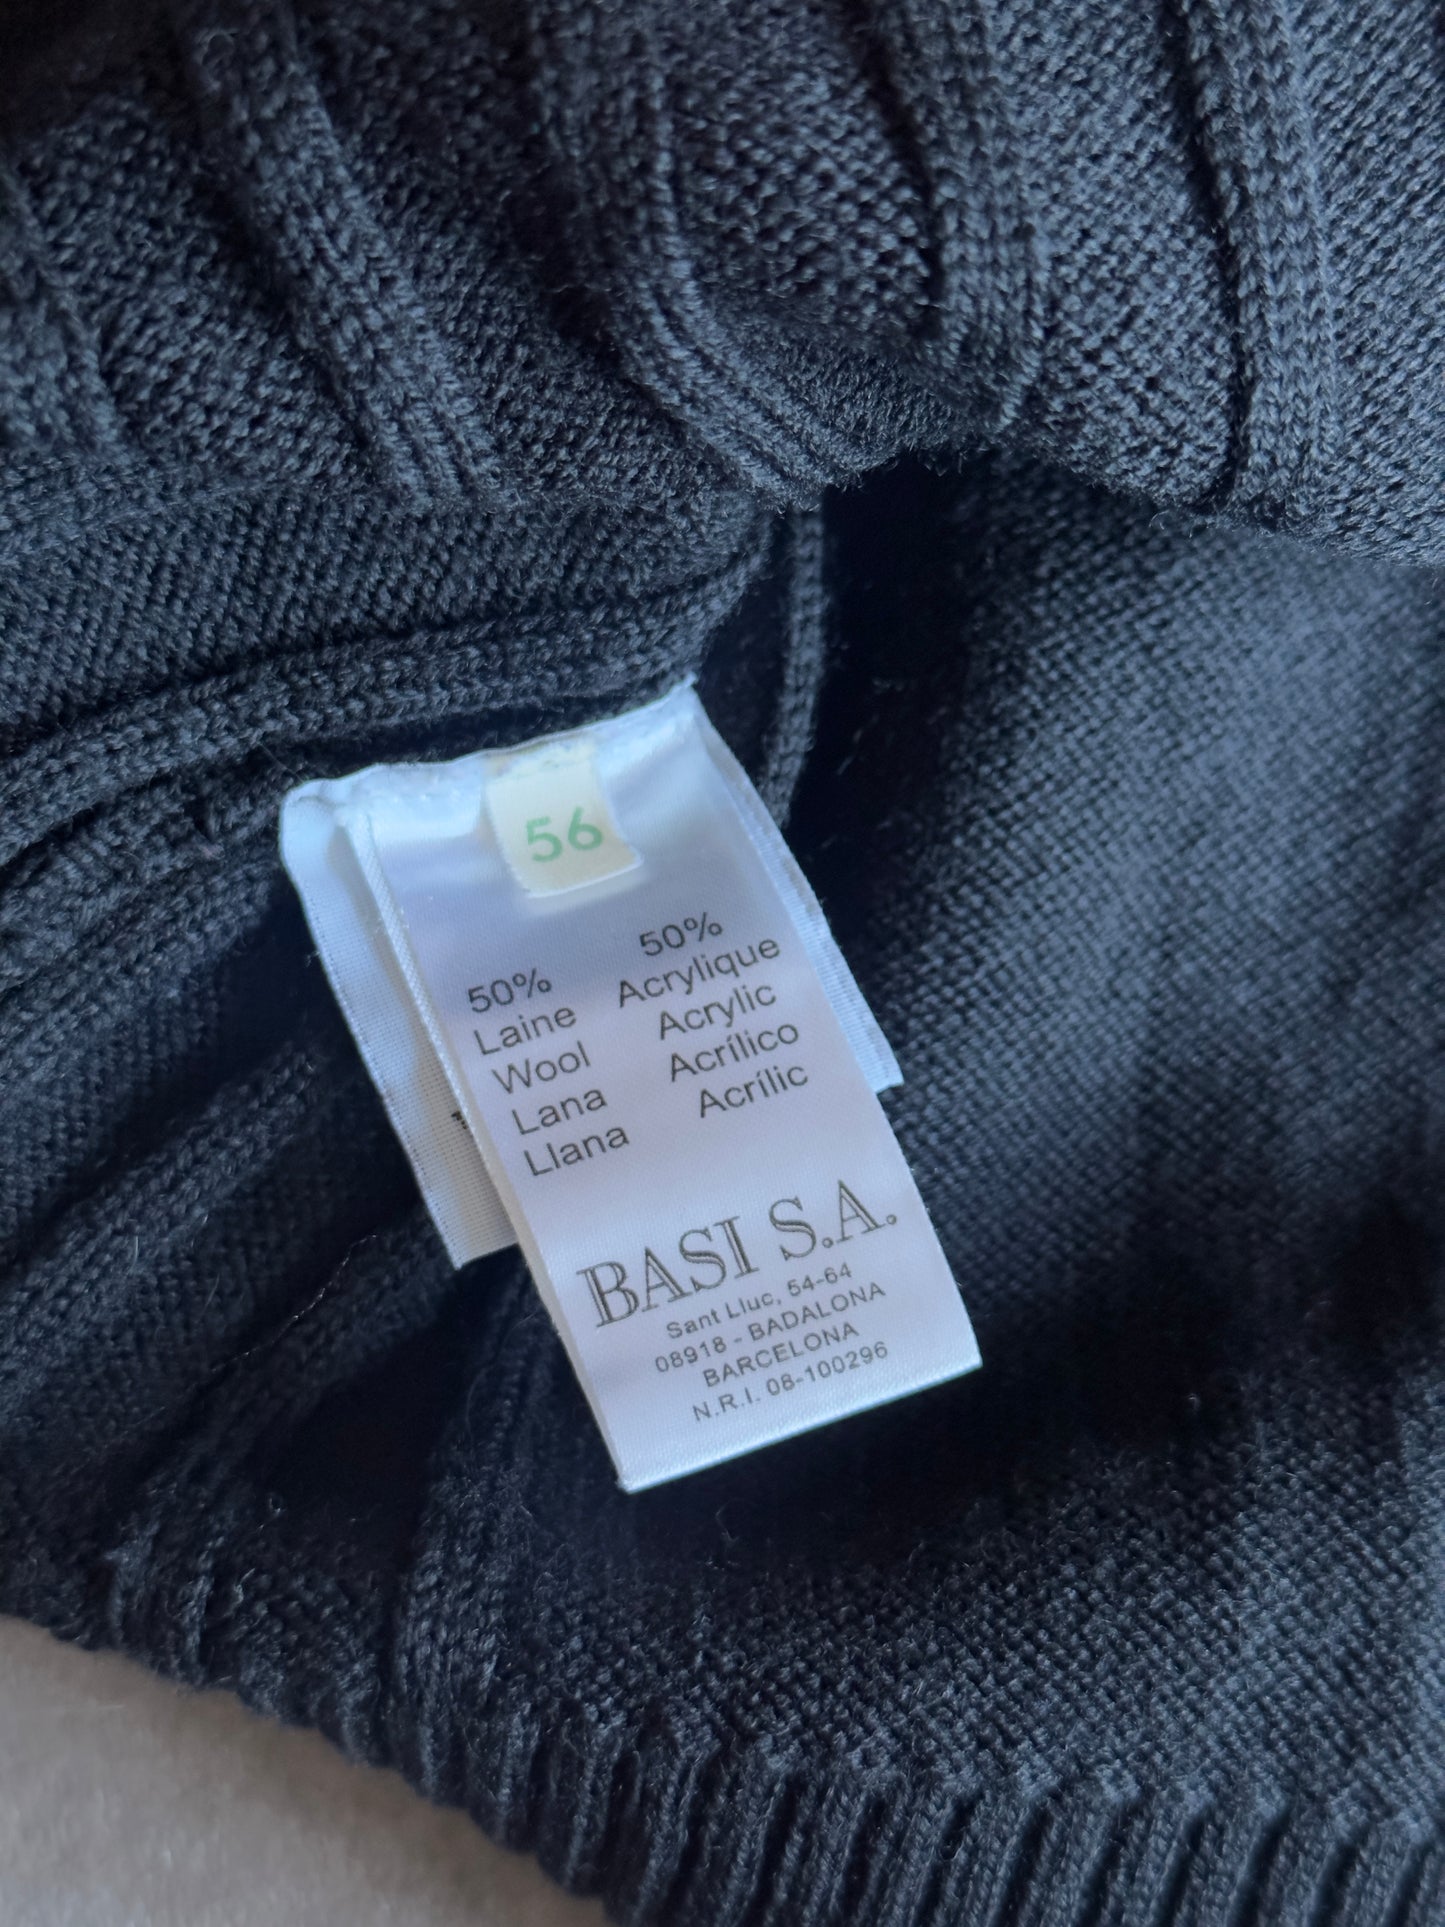 56
50% 50%
Laine Acrylique
Wool Acrylic
Lana Acrílico
Llana Acrílic
BASI S.A.
Sant Lluc, 54-64
08918 - BADALONA
BARCELONA
N.R.I. 08-100296